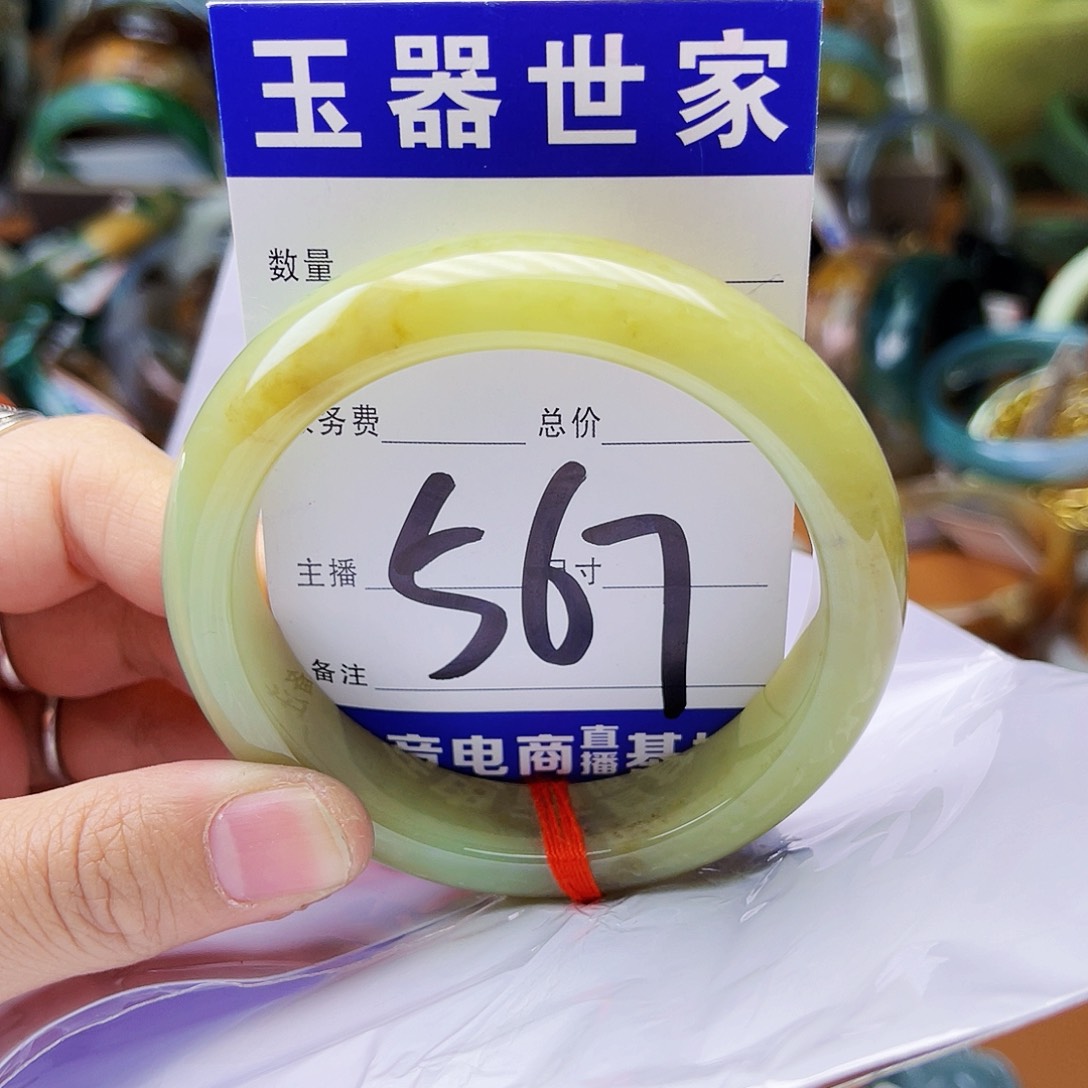 玉器世家
数量
务费 总价
主播 寸
567
备注
电商直播基